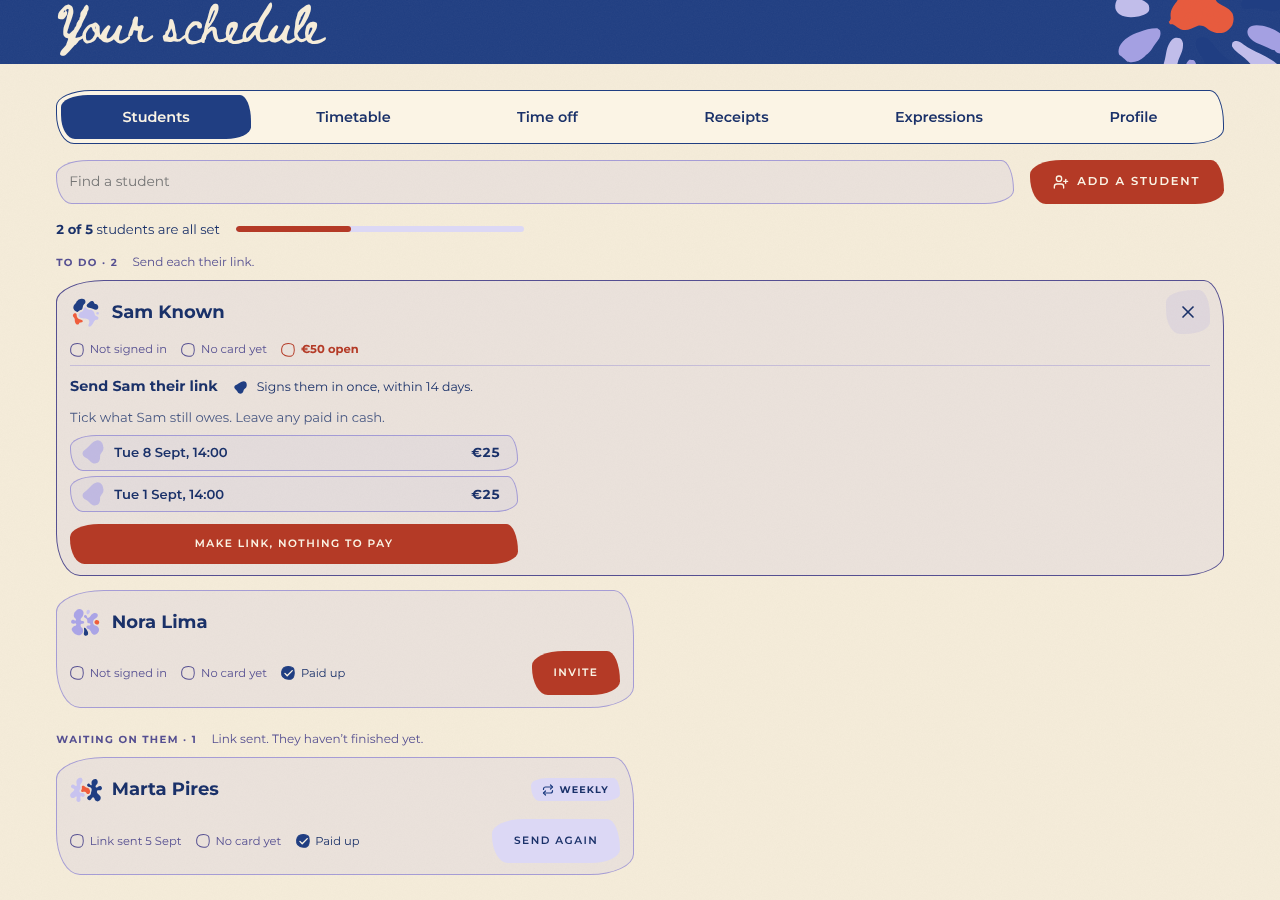 Your schedule
Students Timetable Time off Receipts Expressions Profile
Find a student ADD A STUDENT
2 of 5 students are all set
TO DO · 2 Send each their link.
Sam Known
Not signed in No card yet €50 open
Send Sam their link Signs them in once, within 14 days.
Tick what Sam still owes. Leave any paid in cash.
Tue 8 Sept, 14:00 €25
Tue 1 Sept, 14:00 €25
MAKE LINK, NOTHING TO PAY
Nora Lima
Not signed in No card yet Paid up INVITE
WAITING ON THEM · 1 Link sent. They haven’t finished yet.
Marta Pires WEEKLY
Link sent 5 Sept No card yet Paid up SEND AGAIN